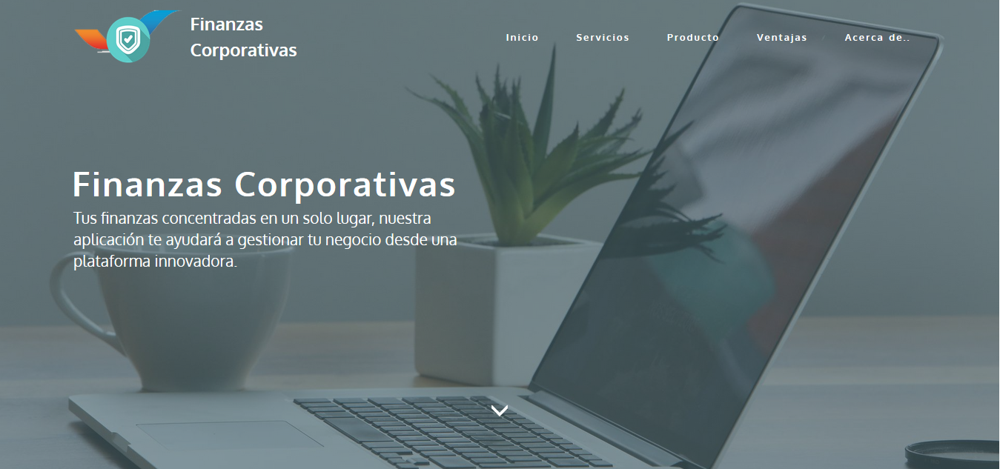 Finanzas
Corporativas
Inicio
Servicios
Producto
Ventajas
Acerca de..
Finanzas Corporativas
Tus finanzas concentradas en un solo lugar, nuestra
aplicación te ayudará a gestionar tu negocio desde una
plataforma innovadora.